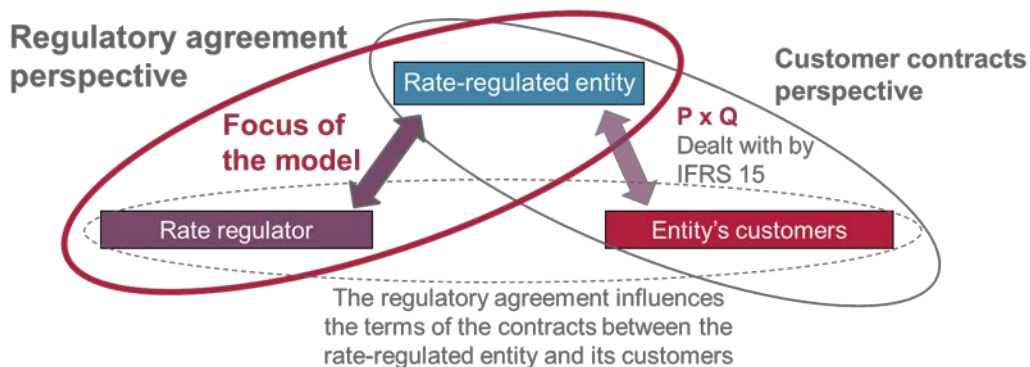 Regulatory agreement
perspective
Rate-regulated entity
Customer contracts
perspective
Focus of
the model
P x Q
Dealt with by
IFRS 15
Rate regulator
Entity's customers
The regulatory agreement influences
the terms of the contracts between the
rate-regulated entity and its customers